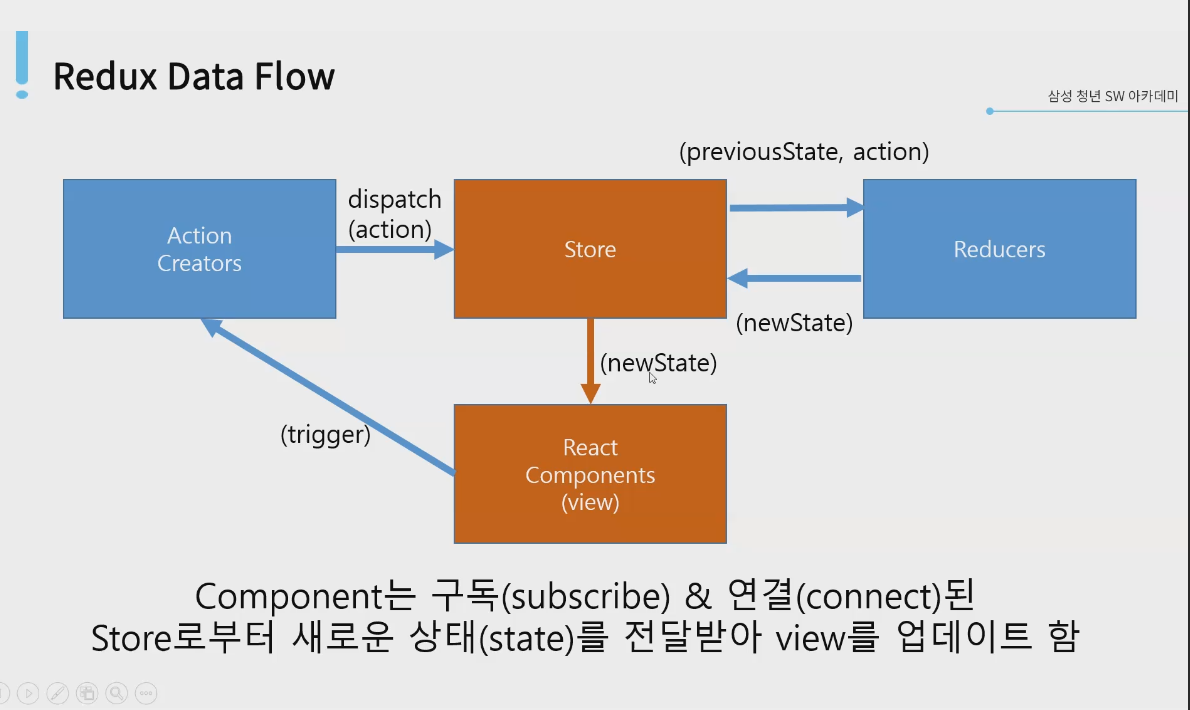 Redux Data Flow
삼성 청년 SW 아카데미
(previousState, action)
dispatch
(action)
Action
Creators
Store
Reducers
(newState)
(newState)
(trigger)
React
Components
(view)
Component는 구독(subscribe) & 연결(connect)된
Store로부터 새로운 상태(state)를 전달받아 view를 업데이트 함